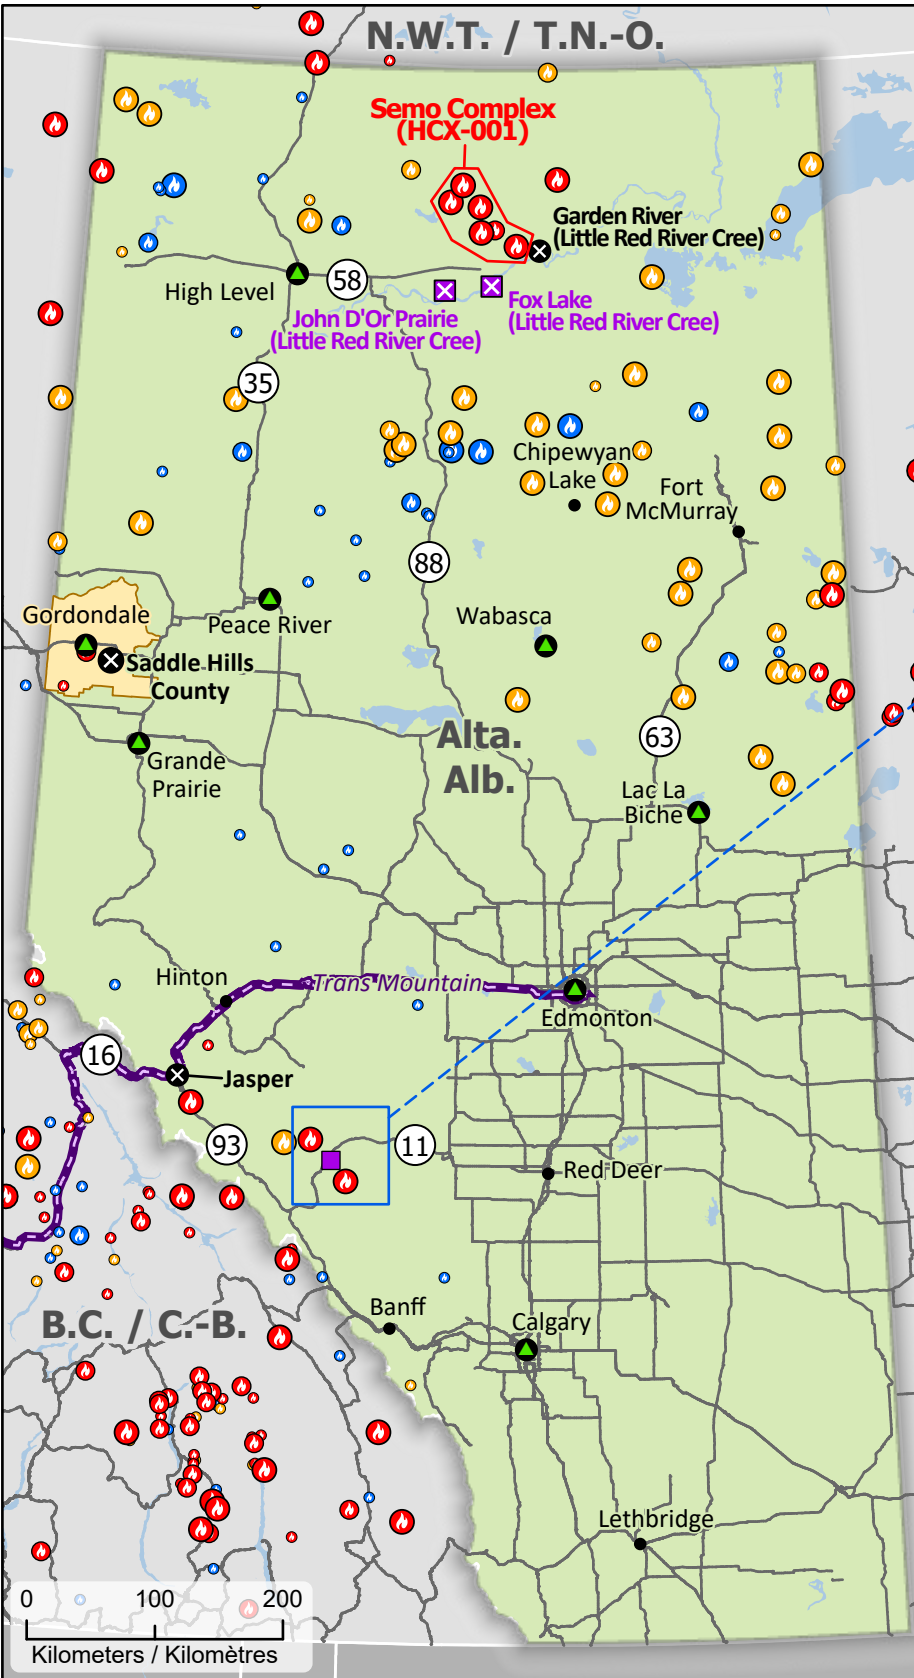 N.W.T. / T.N.-O.
Semo Complex
(HCX-001)
Garden River
(Little Red River Cree)
High Level
58
John D'Or Prairie
(Little Red River Cree)
Fox Lake
(Little Red River Cree)
35
Chipewyan
Lake
Fort
McMurray
88
Gordondale
Peace River
Wabasca
Saddle Hills
County
Alta.
Alb.
63
Grande
Prairie
Lac La
Biche
Hinton
Trans Mountain
Edmonton
16
Jasper
93
11
Red Deer
Banff
B.C. / C.-B.
Calgary
Lethbridge
0 100 200
Kilometers / Kilomètres